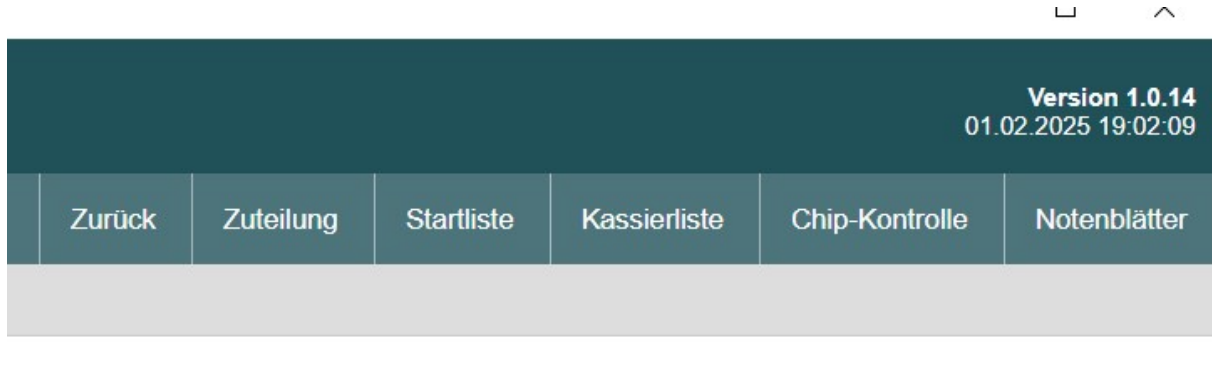 Version 1.0.14
01.02.2025 19:02:09
Zurück Zuteilung Startliste Kassierliste Chip-Kontrolle Notenblätter